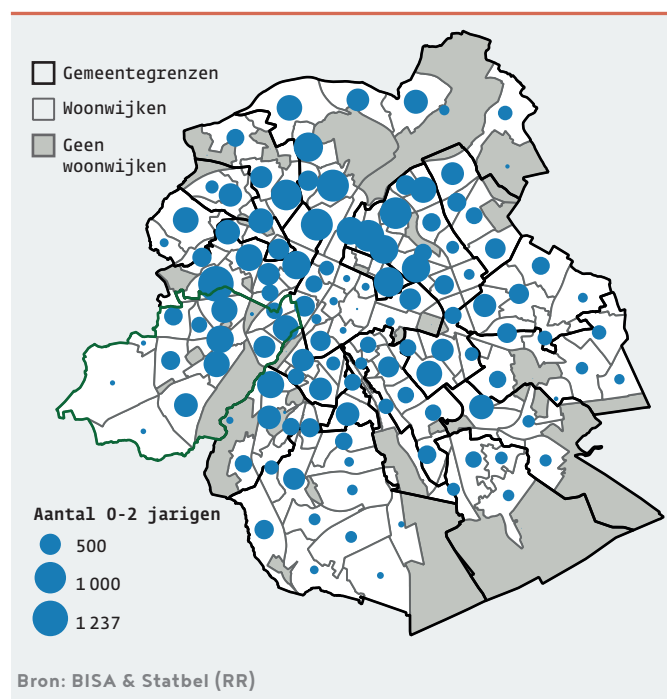 Gemeentegrenzen
Woonwijken
Geen
woonwijken
Aantal 0-2 jarigen
500
1 000
1 237
Bron: BISA & Statbel (RR)